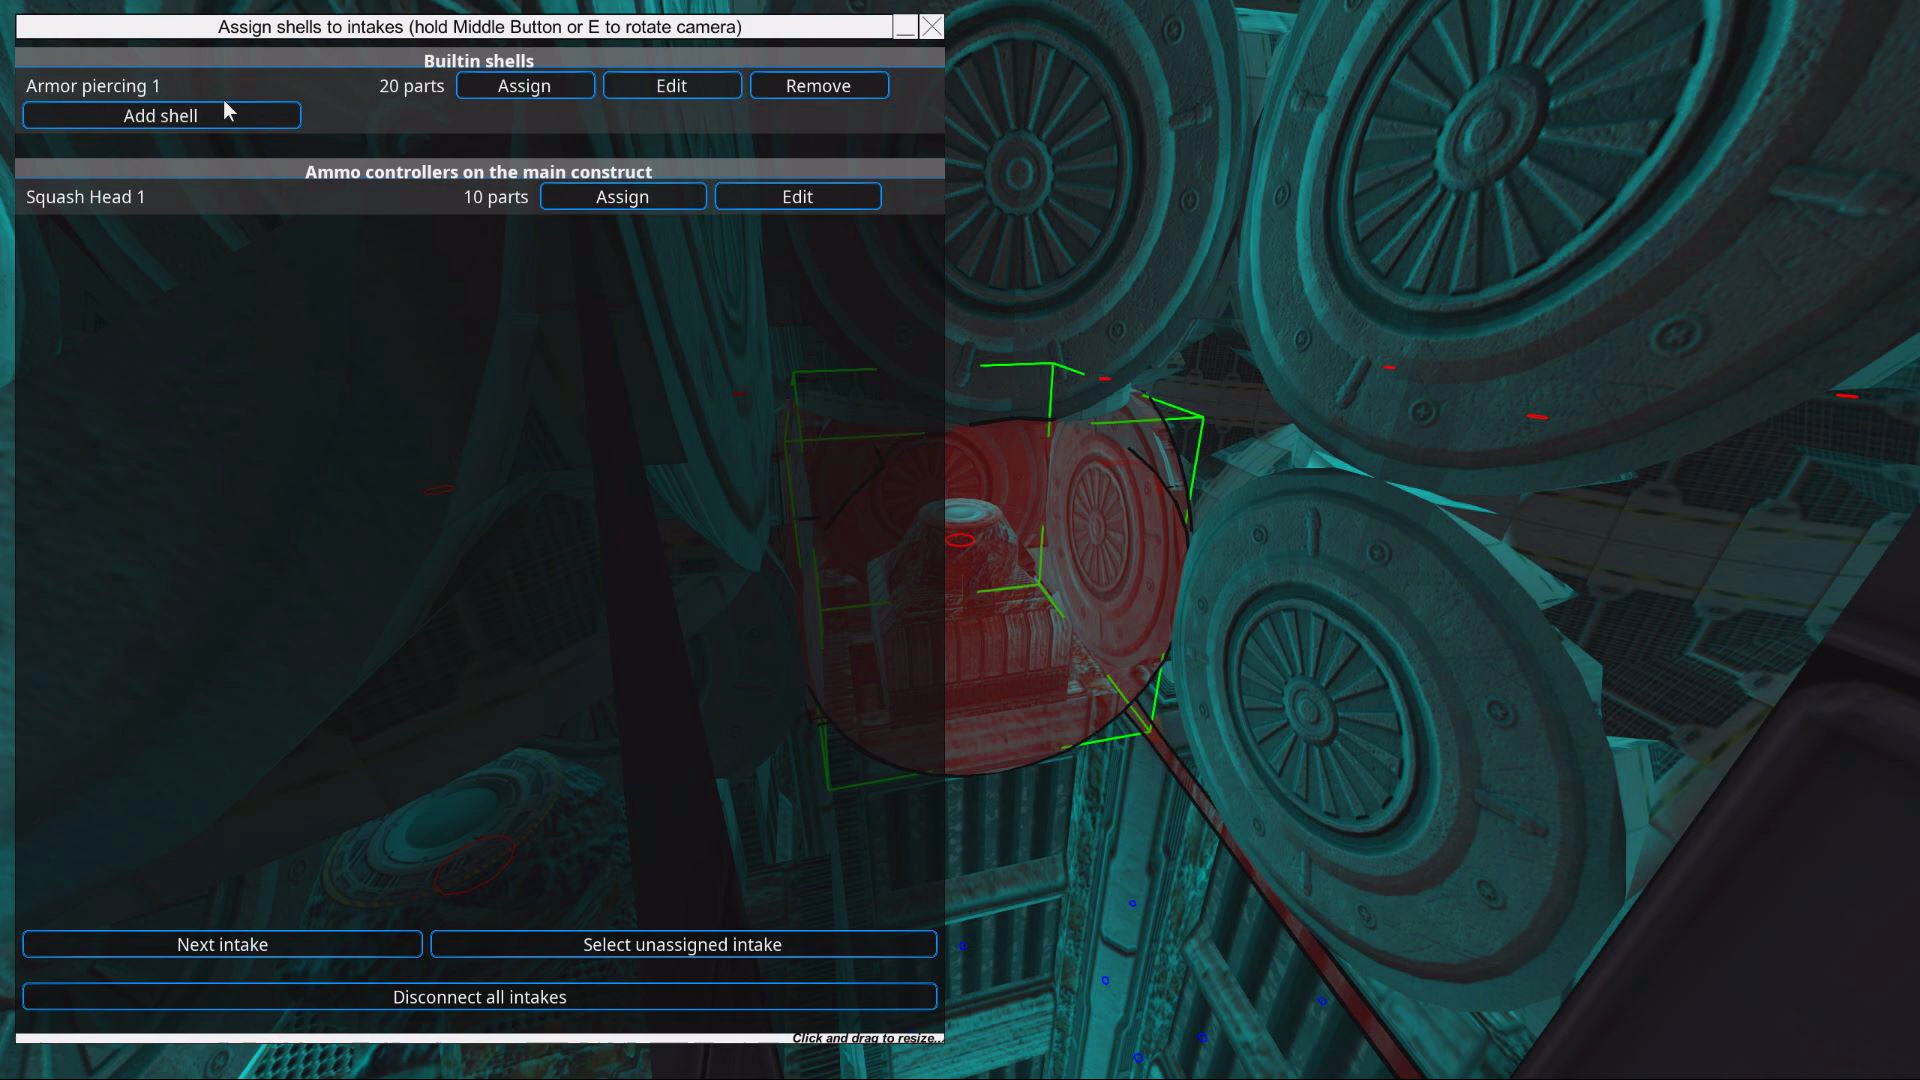 Assign shells to intakes (hold Middle Button or E to rotate camera)
Builtin shells
Armor piercing 1 20 parts Assign Edit Remove
Add shell
Ammo controllers on the main construct
Squash Head 1 10 parts Assign Edit
Next intake Select unassigned intake
Disconnect all intakes
Click and drag to resize...